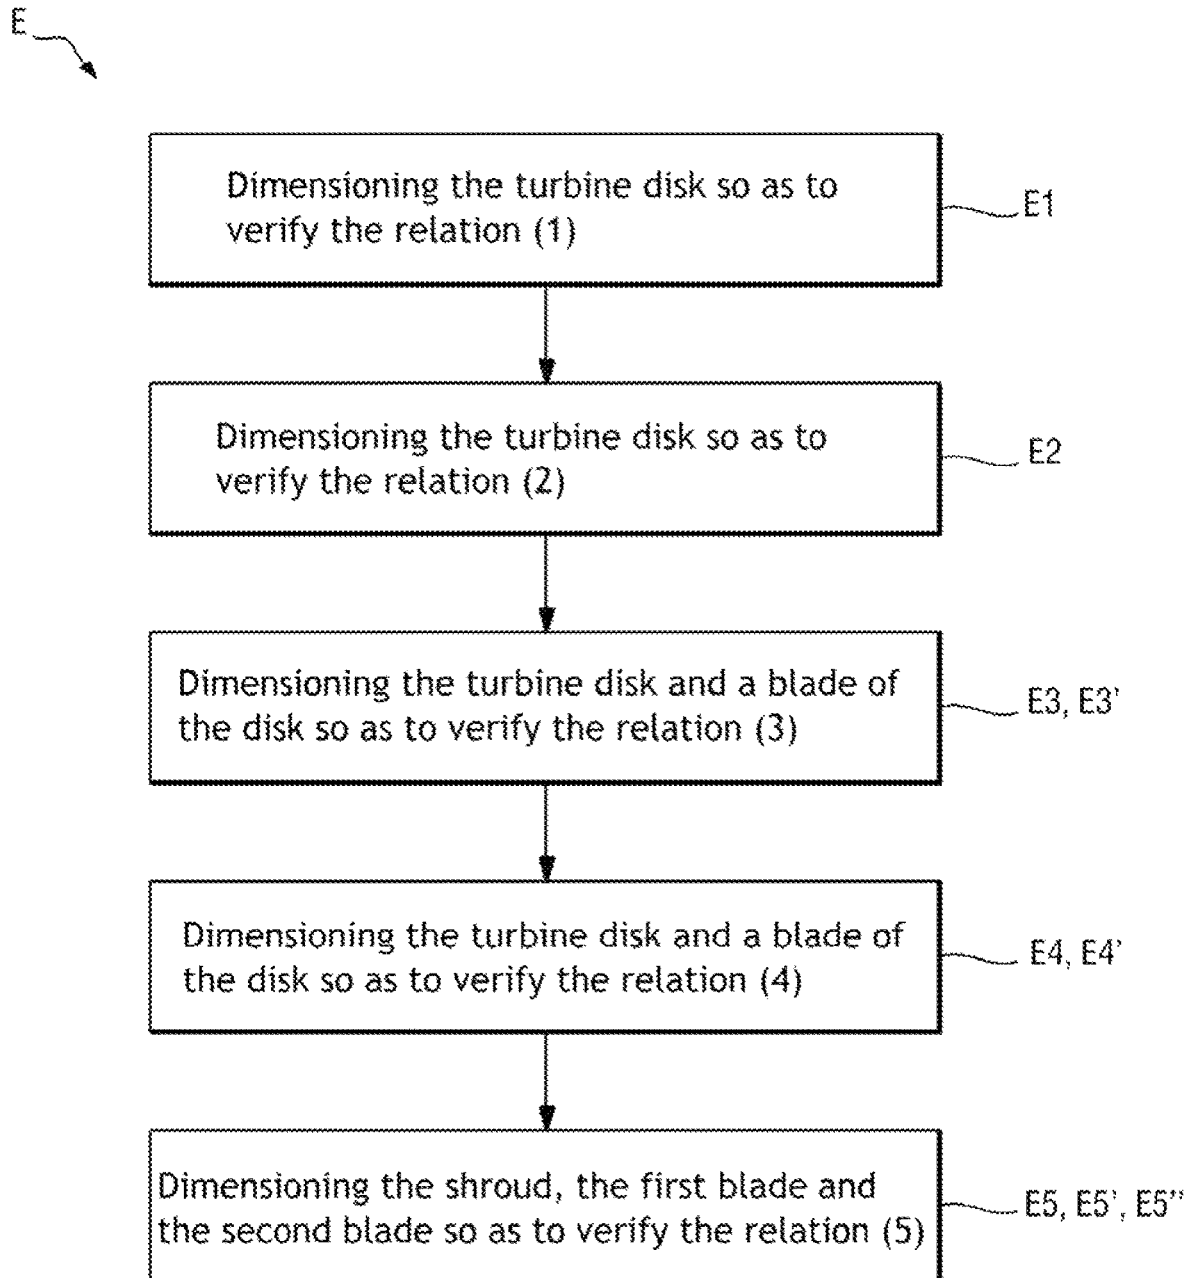 E
Dimensioning the turbine disk so as to
verify the relation (1)
E1
Dimensioning the turbine disk so as to
verify the relation (2)
E2
Dimensioning the turbine disk and a blade of
the disk so as to verify the relation (3)
E3, E3'
Dimensioning the turbine disk and a blade of
the disk so as to verify the relation (4)
E4, E4'
Dimensioning the shroud, the first blade and
the second blade so as to verify the relation (5)
E5, E5', E5''